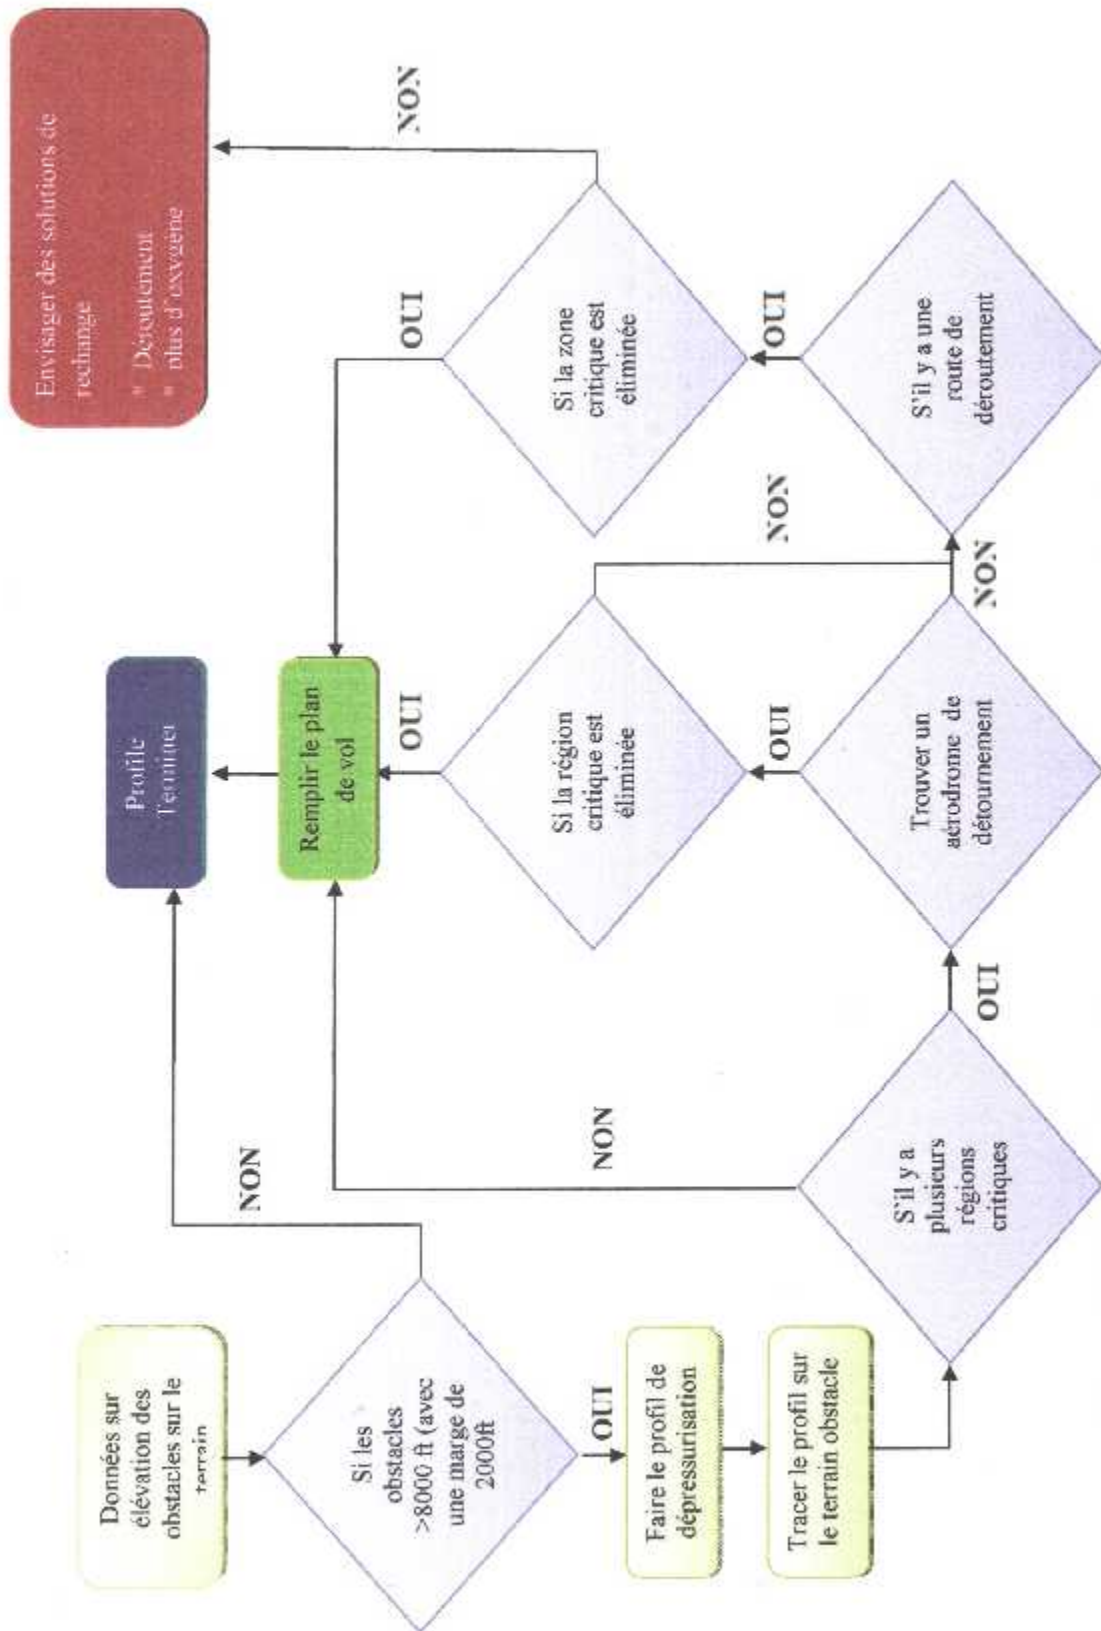 Données sur
élévation des
obstacles sur le
terrain
Si les
obstacles
>8000 ft (avec
une marge de
2000ft
NON
OUI
Faire le profil de
dépressurisation
Tracer le profil sur
le terrain obstacle
S'il y a
plusieurs
régions
critiques
NON
OUI
Trouver un
aérodrome de
détournement
OUI
NON
Si la région
critique est
éliminée
OUI
NON
S'il y a une
route de
déroutement
OUI
Si la zone
critique est
éliminée
OUI
NON
Remplir le plan
de vol
Profile
Terminer
Envisager des solutions de
rechange
▪ Déroutement
▪ plus d'oxygène